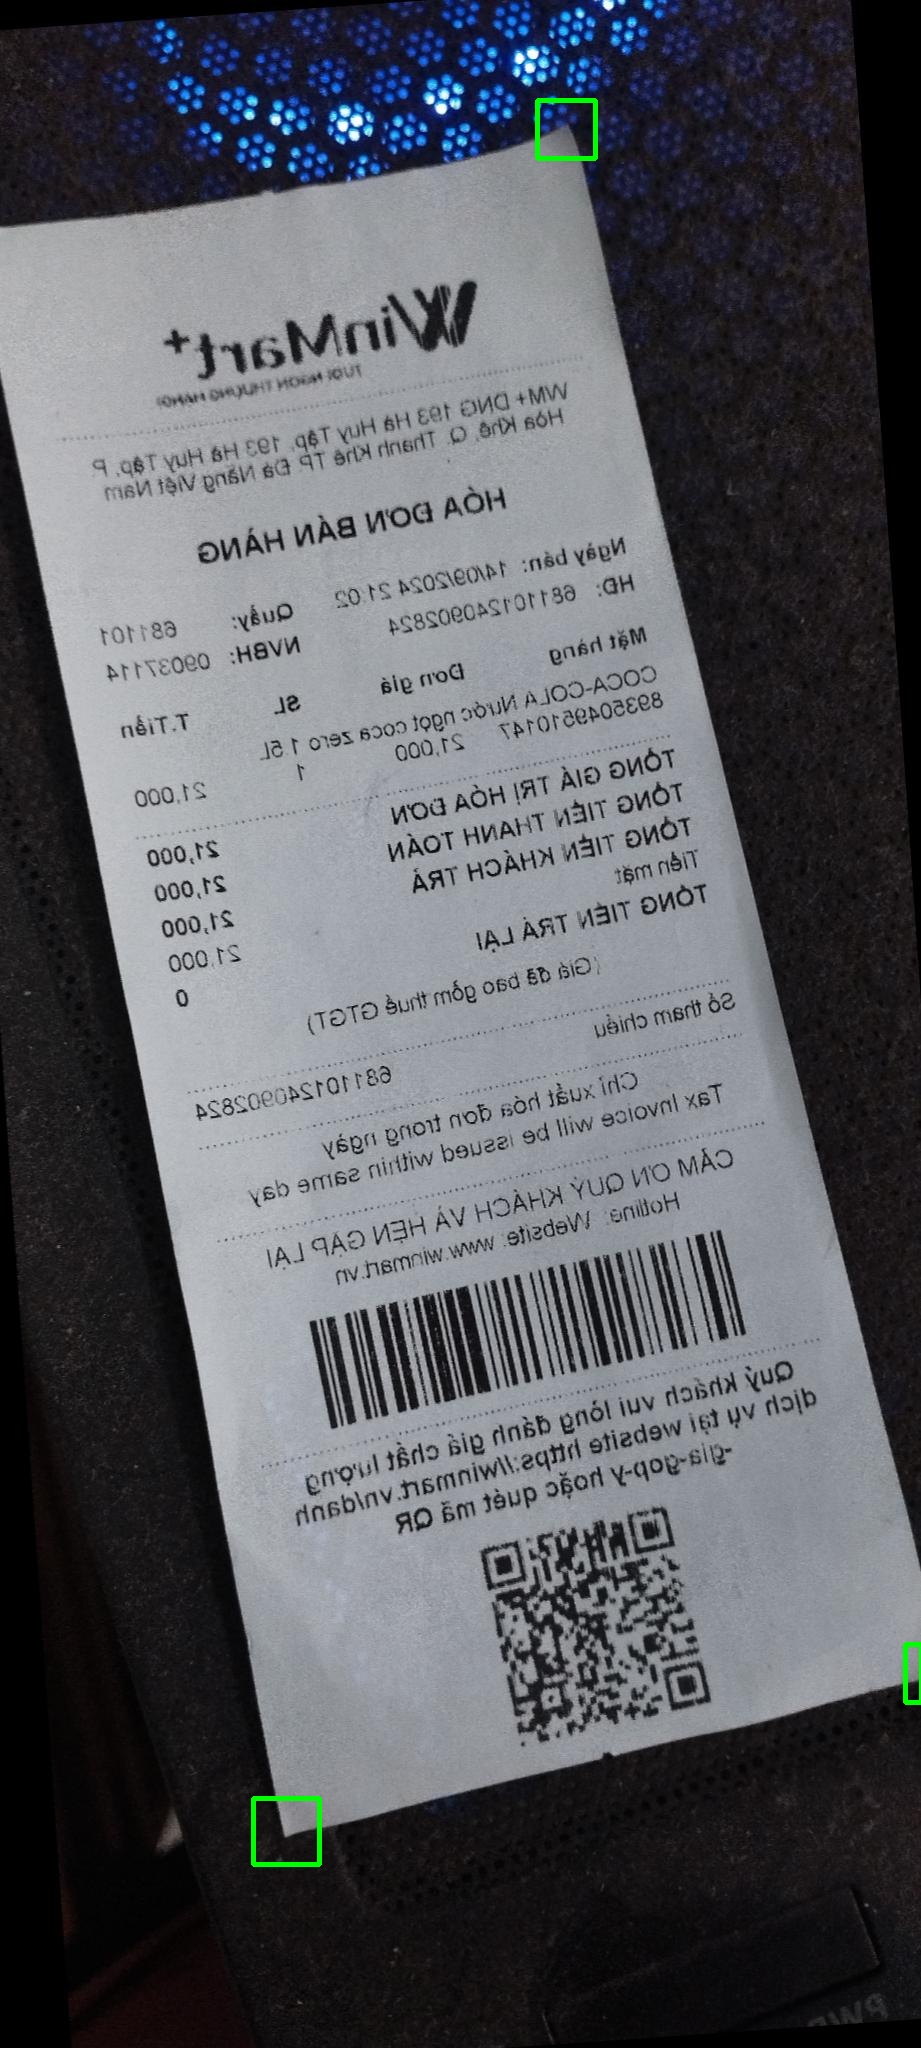 WinMart+
TƯƠI NGON THƯỢNG HẠNG
WM+ DNG 193 Hà Huy Tập, 193 Hà Huy Tập, P.
Hòa Khê, Q. Thanh Khê TP. Đà Nẵng Việt Nam
HÓA ĐƠN BÁN HÀNG
Ngày bán: 14/09/2024 21:02 Quầy: 681101
HD: 681101240902824 NVBH: 09037114
Mặt hàng Đơn giá SL T.Tiền
COCA-COLA Nước ngọt coca zero 1.5L
8935049510147 21,000 1 21,000
TỔNG GIÁ TRỊ HÓA ĐƠN 21,000
TỔNG TIỀN THANH TOÁN 21,000
TỔNG TIỀN KHÁCH TRẢ 21,000
Tiền mặt 21,000
TỔNG TIỀN TRẢ LẠI 0
(Giá đã bao gồm thuế GTGT)
Số tham chiếu 681101240902824
Chỉ xuất hóa đơn trong ngày
Tax Invoice will be issued within same day
CẢM ƠN QUÝ KHÁCH VÀ HẸN GẶP LẠI
Hotline: Website: www.winmart.vn
Quý khách vui lòng đánh giá chất lượng
dịch vụ tại website https://winmart.vn/danh
-gia-gop-y hoặc quét mã QR